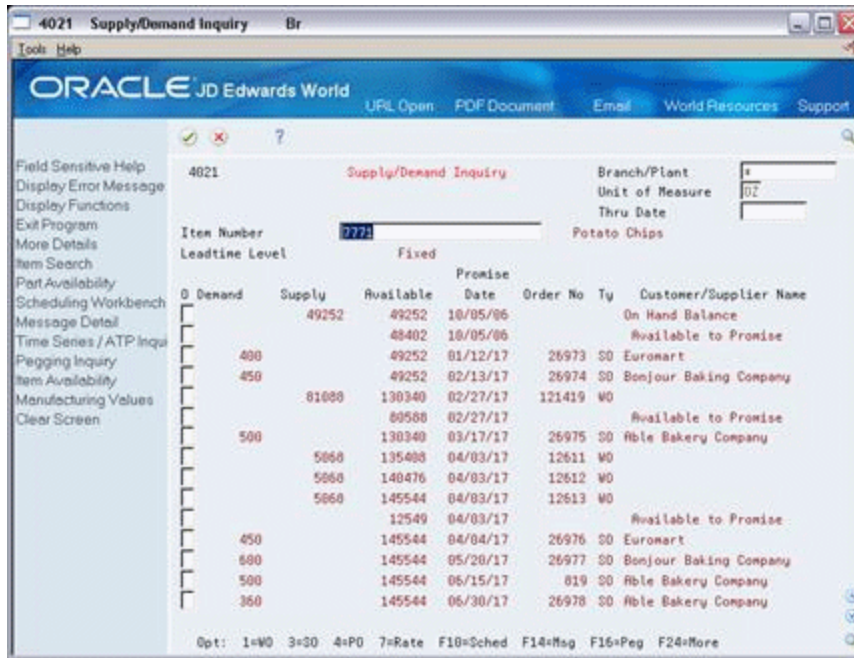 4021 Supply/Demand Inquiry Br
Tools Help
ORACLE JD Edwards World
URL Open PDF Document Email World Resources Support
?
Field Sensitive Help
Display Error Message
Display Functions
Exit Program
More Details
Item Search
Part Availability
Scheduling Workbench
Message Detail
Time Series / ATP Inqui
Pegging Inquiry
Item Availability
Manufacturing Values
Clear Screen
4021 Supply/Demand Inquiry Branch/Plant *
Unit of Measure OZ
Thru Date
Item Number 7771 Potato Chips
Leadtime Level Fixed
Promise
O Demand Supply Available Date Order No Ty Customer/Supplier Name
49252 49252 10/05/06 On Hand Balance
48402 10/05/06 Available to Promise
400 49252 01/12/17 26973 SO Euromart
450 49252 02/13/17 26974 SO Bonjour Baking Company
81088 130340 02/27/17 121419 WO
80588 02/27/17 Available to Promise
500 130340 03/17/17 26975 SO Able Bakery Company
5068 135408 04/03/17 12611 WO
5068 140476 04/03/17 12612 WO
5068 145544 04/03/17 12613 WO
12549 04/03/17 Available to Promise
450 145544 04/04/17 26976 SO Euromart
600 145544 05/20/17 26977 SO Bonjour Baking Company
500 145544 06/15/17 819 SO Able Bakery Company
360 145544 06/30/17 26978 SO Able Bakery Company
Opt: 1=WO 3=SO 4=PO 7=Rate F10=Sched F14=Msg F16=Peg F24=More